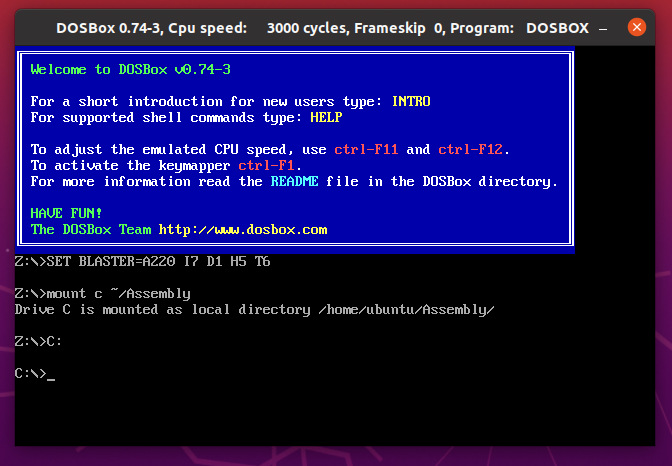 DOSBox 0.74-3, Cpu speed: 3000 cycles, Frameskip 0, Program: DOSBOX
Welcome to DOSBox v0.74-3
For a short introduction for new users type: INTRO
For supported shell commands type: HELP
To adjust the emulated CPU speed, use ctrl-F11 and ctrl-F12.
To activate the keymapper ctrl-F1.
For more information read the README file in the DOSBox directory.
HAVE FUN!
The DOSBox Team http://www.dosbox.com
Z:\>SET BLASTER=A220 I7 D1 H5 T6
Z:\>mount c ~/Assembly
Drive C is mounted as local directory /home/ubuntu/Assembly/
Z:\>C:
C:\>_